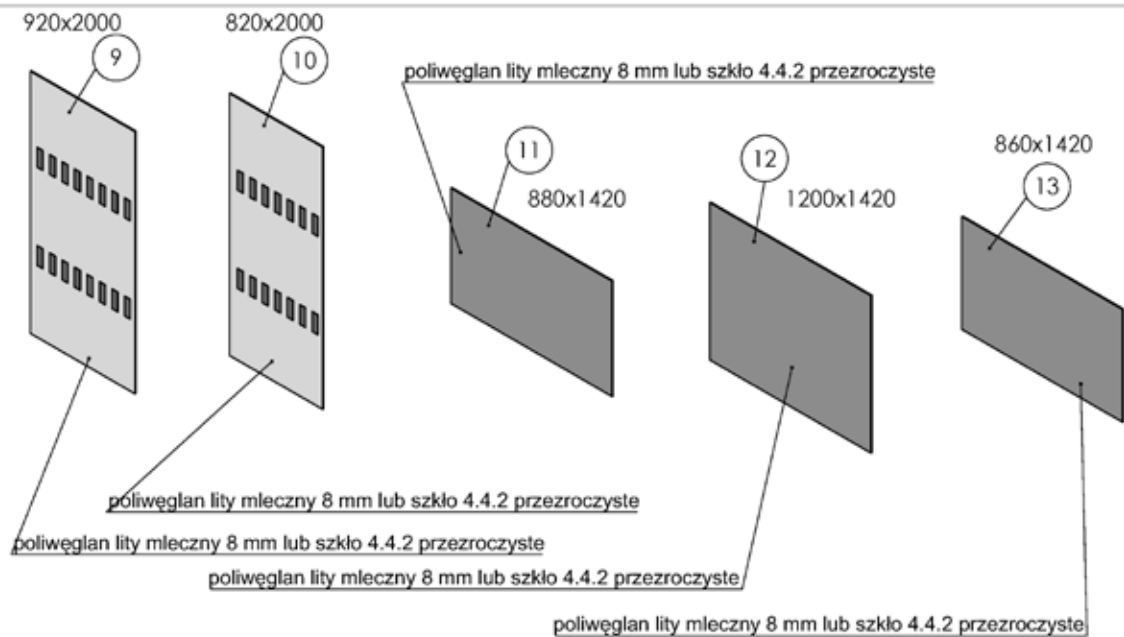 920x2000
9
820x2000
10
poliwęglan lity mleczny 8 mm lub szkło 4.4.2 przezroczyste
11
880x1420
12
1200x1420
860x1420
13
poliwęglan lity mleczny 8 mm lub szkło 4.4.2 przezroczyste
poliwęglan lity mleczny 8 mm lub szkło 4.4.2 przezroczyste
poliwęglan lity mleczny 8 mm lub szkło 4.4.2 przezroczyste
poliwęglan lity mleczny 8 mm lub szkło 4.4.2 przezroczyste